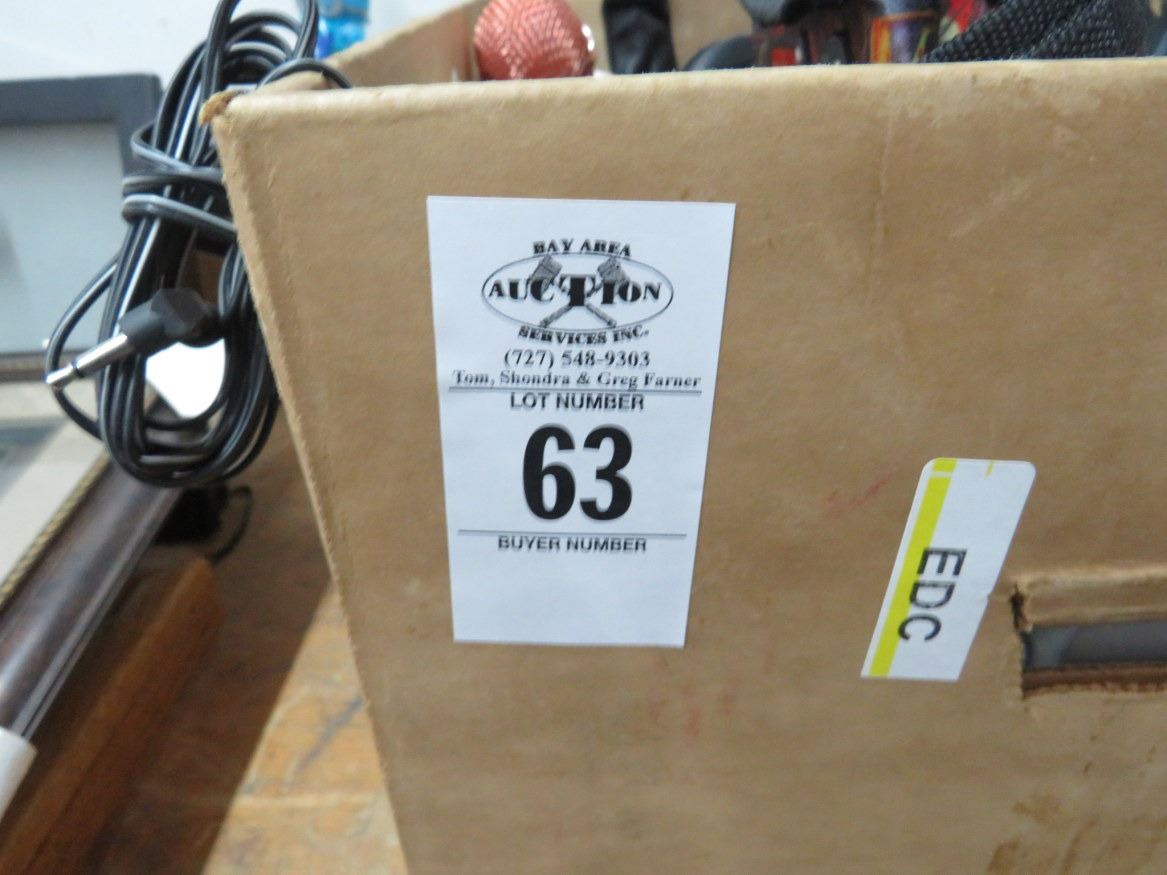 BAY AREA
AUCTION
SERVICES INC.
(727) 548-9303
Tom, Shondra & Greg Farner
LOT NUMBER
63
BUYER NUMBER
EDC